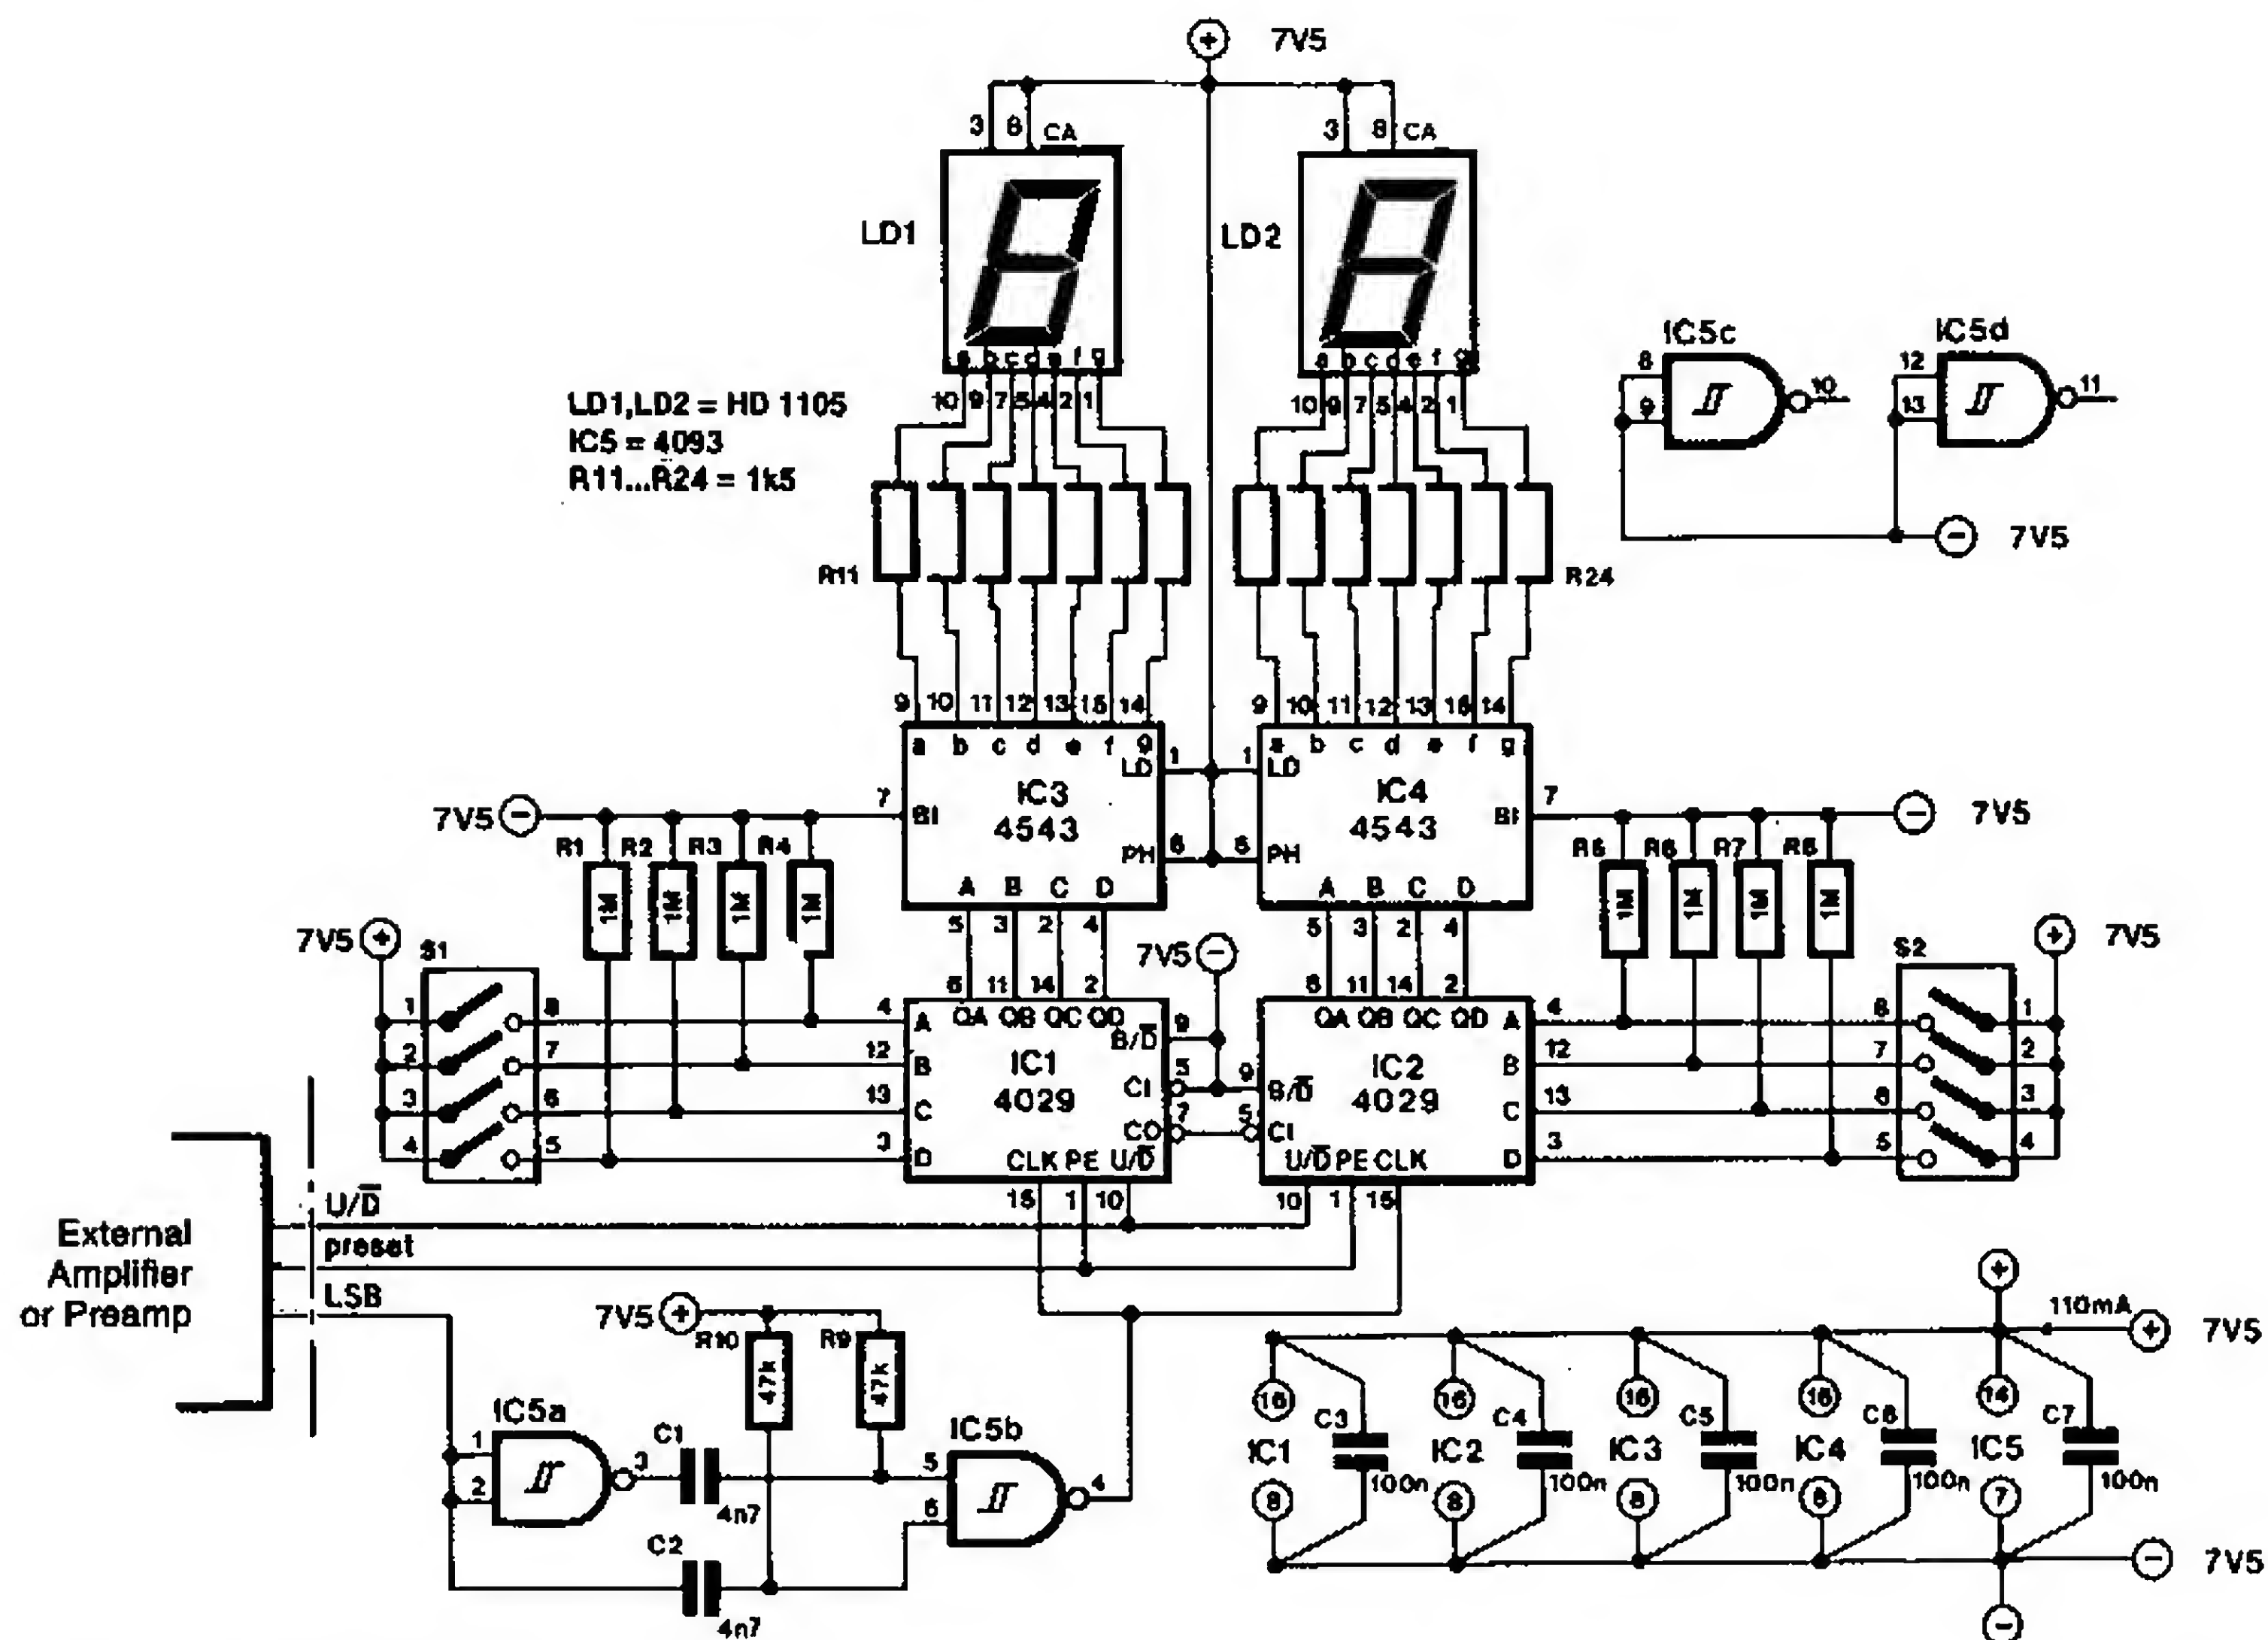 7V5
3 8 CA
3 8 CA
LD1
LD2
a b c d e f g
a b c d e f g
10 9 7 5 4 2 1
10 9 7 5 4 2 1
LD1,LD2 = HD 1105
IC5 = 4093
R11...R24 = 1k5
IC5c
8
9
10
IC5d
12
13
11
7V5
R11
R24
9 10 11 12 13 15 14
9 10 11 12 13 15 14
a b c d e f g
a b c d e f g
LD 1
1 LD
IC3
4543
IC4
4543
7V5
7
BI
BI
7
7V5
PH 6
6 PH
R1 R2 R3 R4
R5 R6 R7 R8
1M 1M 1M 1M
1M 1M 1M 1M
A B C D
A B C D
5 3 2 4
5 3 2 4
7V5
S1
7V5
S2
7V5
6 11 14 2
6 11 14 2
QA QB QC QD
QA QB QC QD
1 8 4 A
2 7 12 B
3 6 13 C
4 5 3 D
B/D̅ 9
CI 5
CO 7
IC1
4029
9 B/D̅
5 CI
IC2
4029
A 4 8 1
B 12 7 2
C 13 6 3
D 3 5 4
CLK PE U/D̅
U/D̅ PE CLK
15 1 10
10 1 15
External
Amplifier
or Preamp
U/D̅
preset
LSB
7V5
R10
47k
R9
47k
IC5a
1
2
3
C1
4n7
C2
4n7
IC5b
5
6
4
110mA
7V5
16 16 16 16 14
C3 C4 C5 C6 C7
IC1 IC2 IC3 IC4 IC5
100n 100n 100n 100n 100n
8 8 8 8 7
7V5